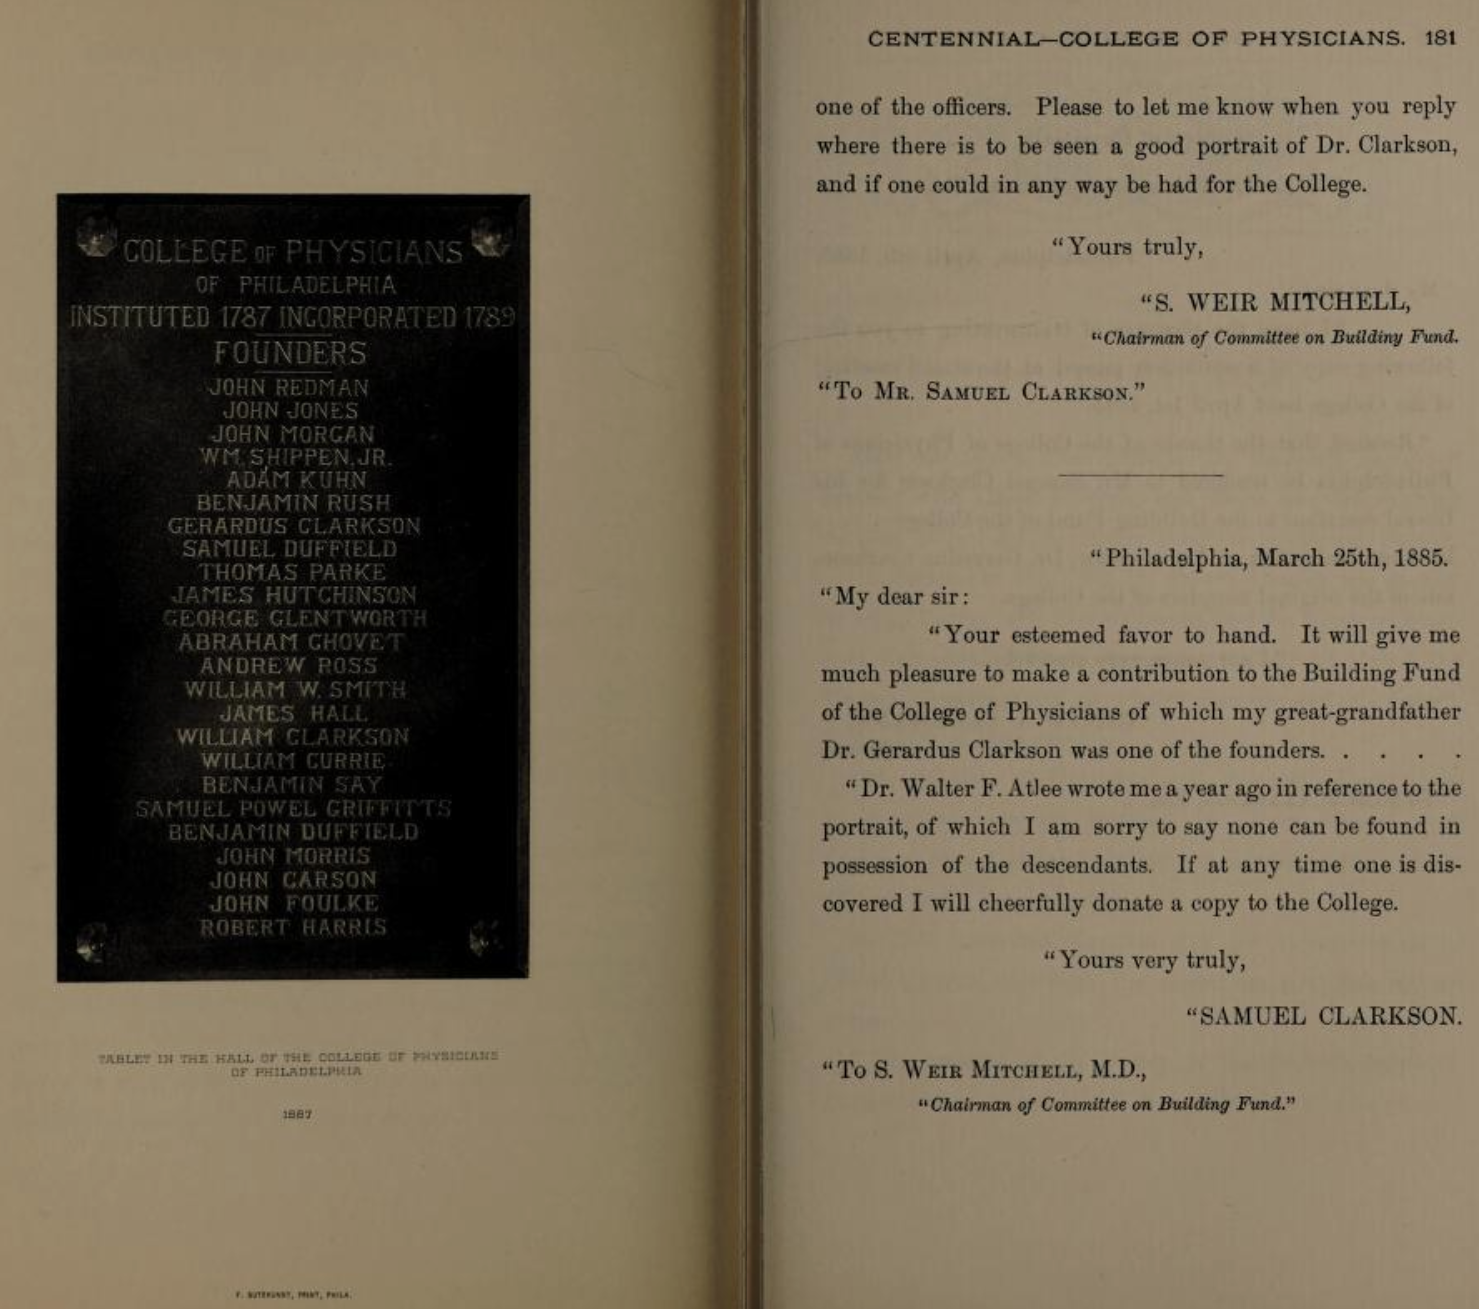 COLLEGE OF PHYSICIANS
OF PHILADELPHIA
INSTITUTED 1787 INCORPORATED 1789
FOUNDERS
JOHN REDMAN
JOHN JONES
JOHN MORGAN
WM. SHIPPEN, JR.
ADAM KUHN
BENJAMIN RUSH
GERARDUS CLARKSON
SAMUEL DUFFIELD
THOMAS PARKE
JAMES HUTCHINSON
GEORGE GLENTWORTH
ABRAHAM CHOVET
ANDREW ROSS
WILLIAM W. SMITH
JAMES HALL
WILLIAM CLARKSON
WILLIAM CURRIE
BENJAMIN SAY
SAMUEL POWEL GRIFFITTS
BENJAMIN DUFFIELD
JOHN MORRIS
JOHN CARSON
JOHN FOULKE
ROBERT HARRIS
TABLET IN THE HALL OF THE COLLEGE OF PHYSICIANS
OF PHILADELPHIA
1887
F. GUTEKUNST, PRINT, PHILA.
CENTENNIAL—COLLEGE OF PHYSICIANS. 181
one of the officers. Please to let me know when you reply
where there is to be seen a good portrait of Dr. Clarkson,
and if one could in any way be had for the College.
“Yours truly,
“S. WEIR MITCHELL,
“Chairman of Committee on Buildiny Fund.
“To Mr. Samuel Clarkson.”
“Philadelphia, March 25th, 1885.
“My dear sir:
“Your esteemed favor to hand. It will give me
much pleasure to make a contribution to the Building Fund
of the College of Physicians of which my great-grandfather
Dr. Gerardus Clarkson was one of the founders. . . . .
“Dr. Walter F. Atlee wrote me a year ago in reference to the
portrait, of which I am sorry to say none can be found in
possession of the descendants. If at any time one is dis-
covered I will cheerfully donate a copy to the College.
“Yours very truly,
“SAMUEL CLARKSON.
“To S. Weir Mitchell, M.D.,
“Chairman of Committee on Building Fund.”